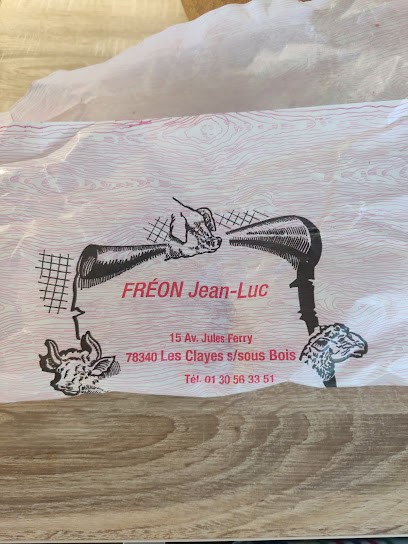 FRÉON Jean-Luc
15 Av. Jules Ferry
78340 Les Clayes s/sous Bois
Tél. 01 30 56 33 51